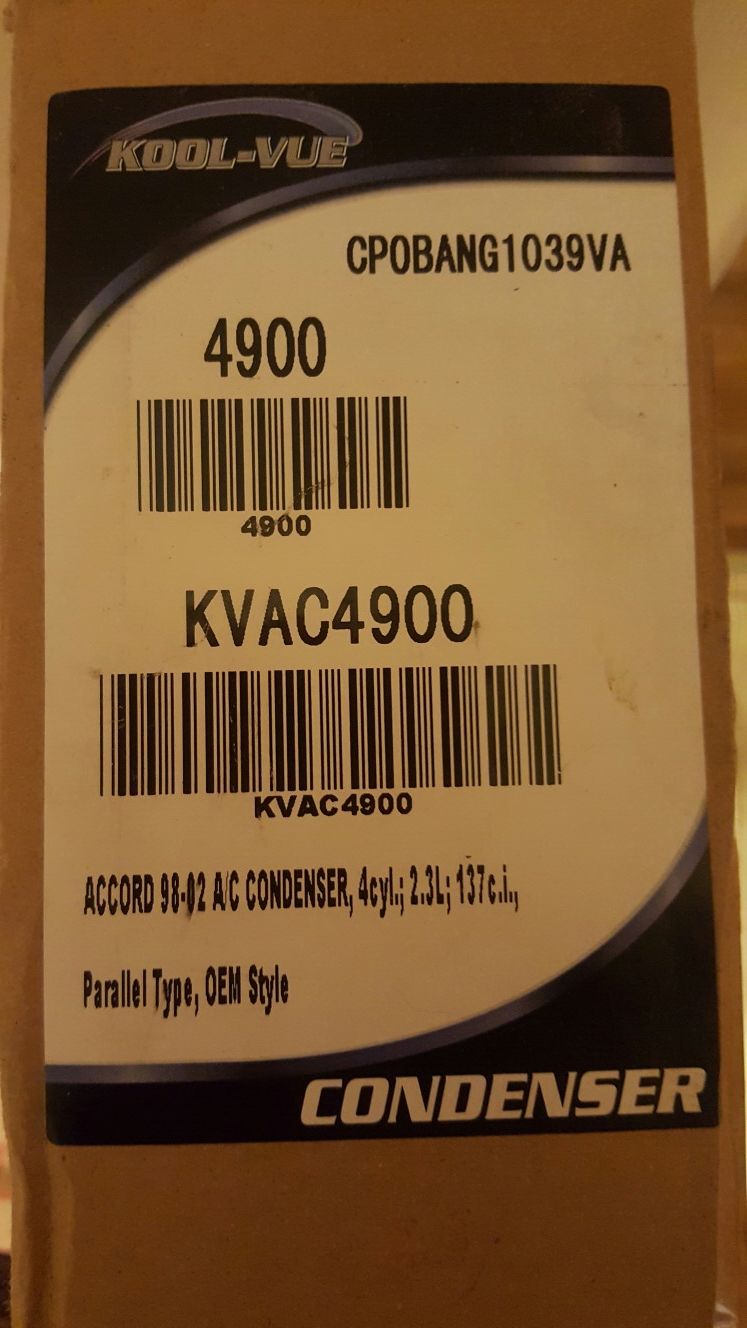 KOOL-VUE
CPOBANG1039VA
4900
4900
KVAC4900
KVAC4900
ACCORD 98-02 A/C CONDENSER, 4cyl.; 2.3L; 137c.i.,
Parallel Type, OEM Style
CONDENSER